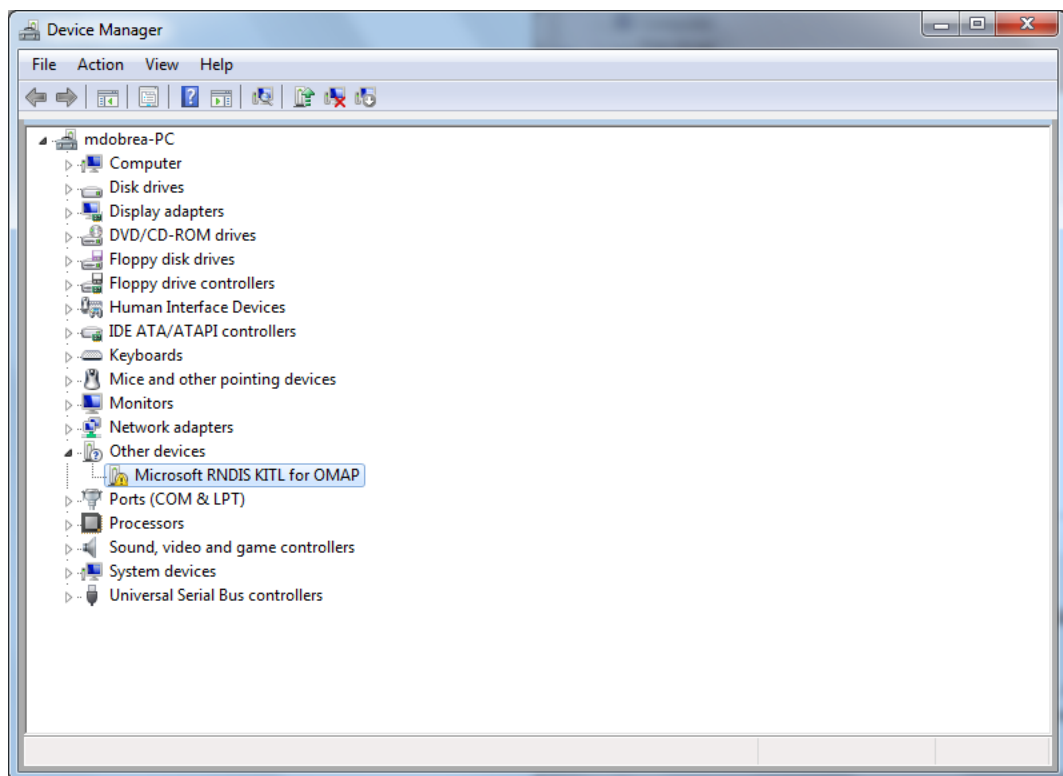 Device Manager
File Action View Help
mdobrea-PC
Computer
Disk drives
Display adapters
DVD/CD-ROM drives
Floppy disk drives
Floppy drive controllers
Human Interface Devices
IDE ATA/ATAPI controllers
Keyboards
Mice and other pointing devices
Monitors
Network adapters
Other devices
Microsoft RNDIS KITL for OMAP
Ports (COM & LPT)
Processors
Sound, video and game controllers
System devices
Universal Serial Bus controllers